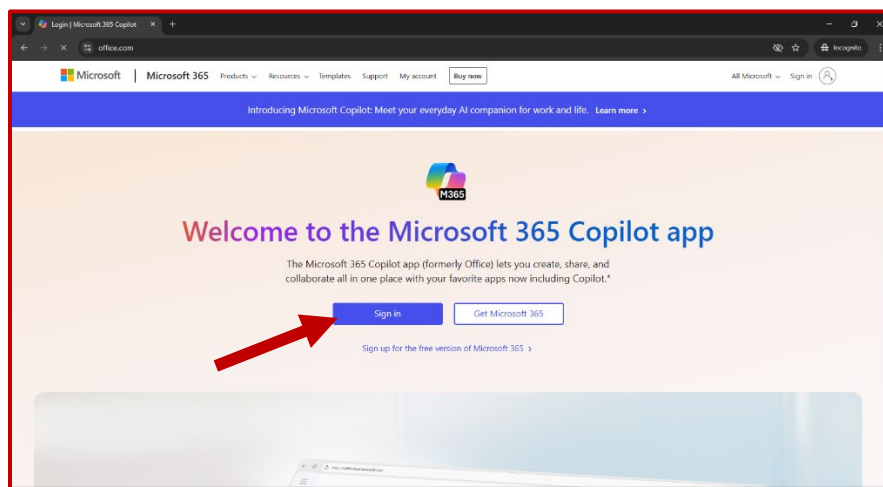 Login | Microsoft 365 Copilot
office.com
Incognito
Microsoft Microsoft 365 Products Resources Templates Support My account Buy now All Microsoft Sign in
Introducing Microsoft Copilot: Meet your everyday AI companion for work and life. Learn more >
M365
Welcome to the Microsoft 365 Copilot app
The Microsoft 365 Copilot app (formerly Office) lets you create, share, and
collaborate all in one place with your favorite apps now including Copilot.*
Sign in Get Microsoft 365
Sign up for the free version of Microsoft 365 >